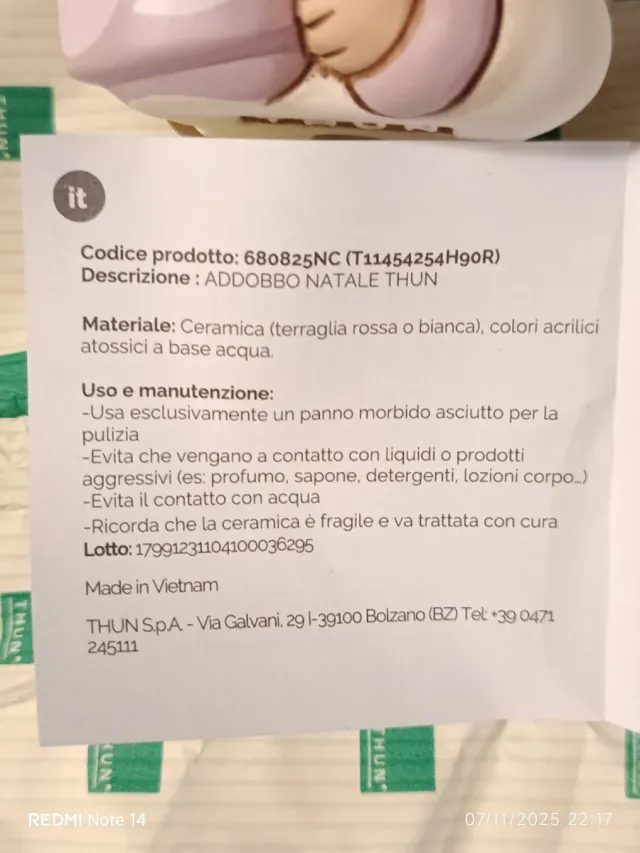 THUN
it
Codice prodotto: 680825NC (T11454254H90R)
Descrizione : ADDOBBO NATALE THUN
Materiale: Ceramica (terraglia rossa o bianca), colori acrilici
atossici a base acqua.
Uso e manutenzione:
-Usa esclusivamente un panno morbido asciutto per la
pulizia
-Evita che vengano a contatto con liquidi o prodotti
aggressivi (es: profumo, sapone, detergenti, lozioni corpo...)
-Evita il contatto con acqua
-Ricorda che la ceramica è fragile e va trattata con cura
Lotto: 17991231104100036295
Made in Vietnam
THUN S.p.A. - Via Galvani, 29 I-39100 Bolzano (BZ) Tel: +39 0471
245111
THUN
THUN
THUN
REDMI Note 14
07/11/2025 22:17